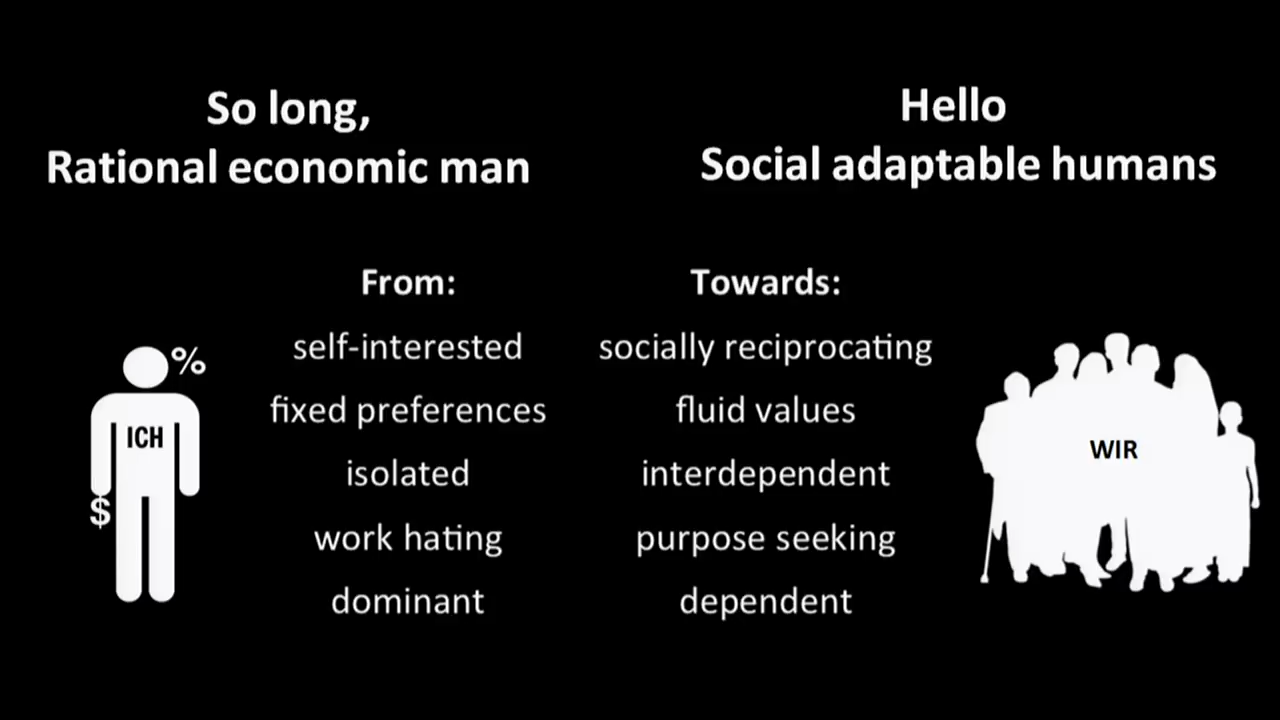 So long,
Rational economic man
Hello
Social adaptable humans
From:
Towards:
self-interested
socially reciprocating
fixed preferences
fluid values
isolated
interdependent
work hating
purpose seeking
dominant
dependent
%
ICH
$
WIR